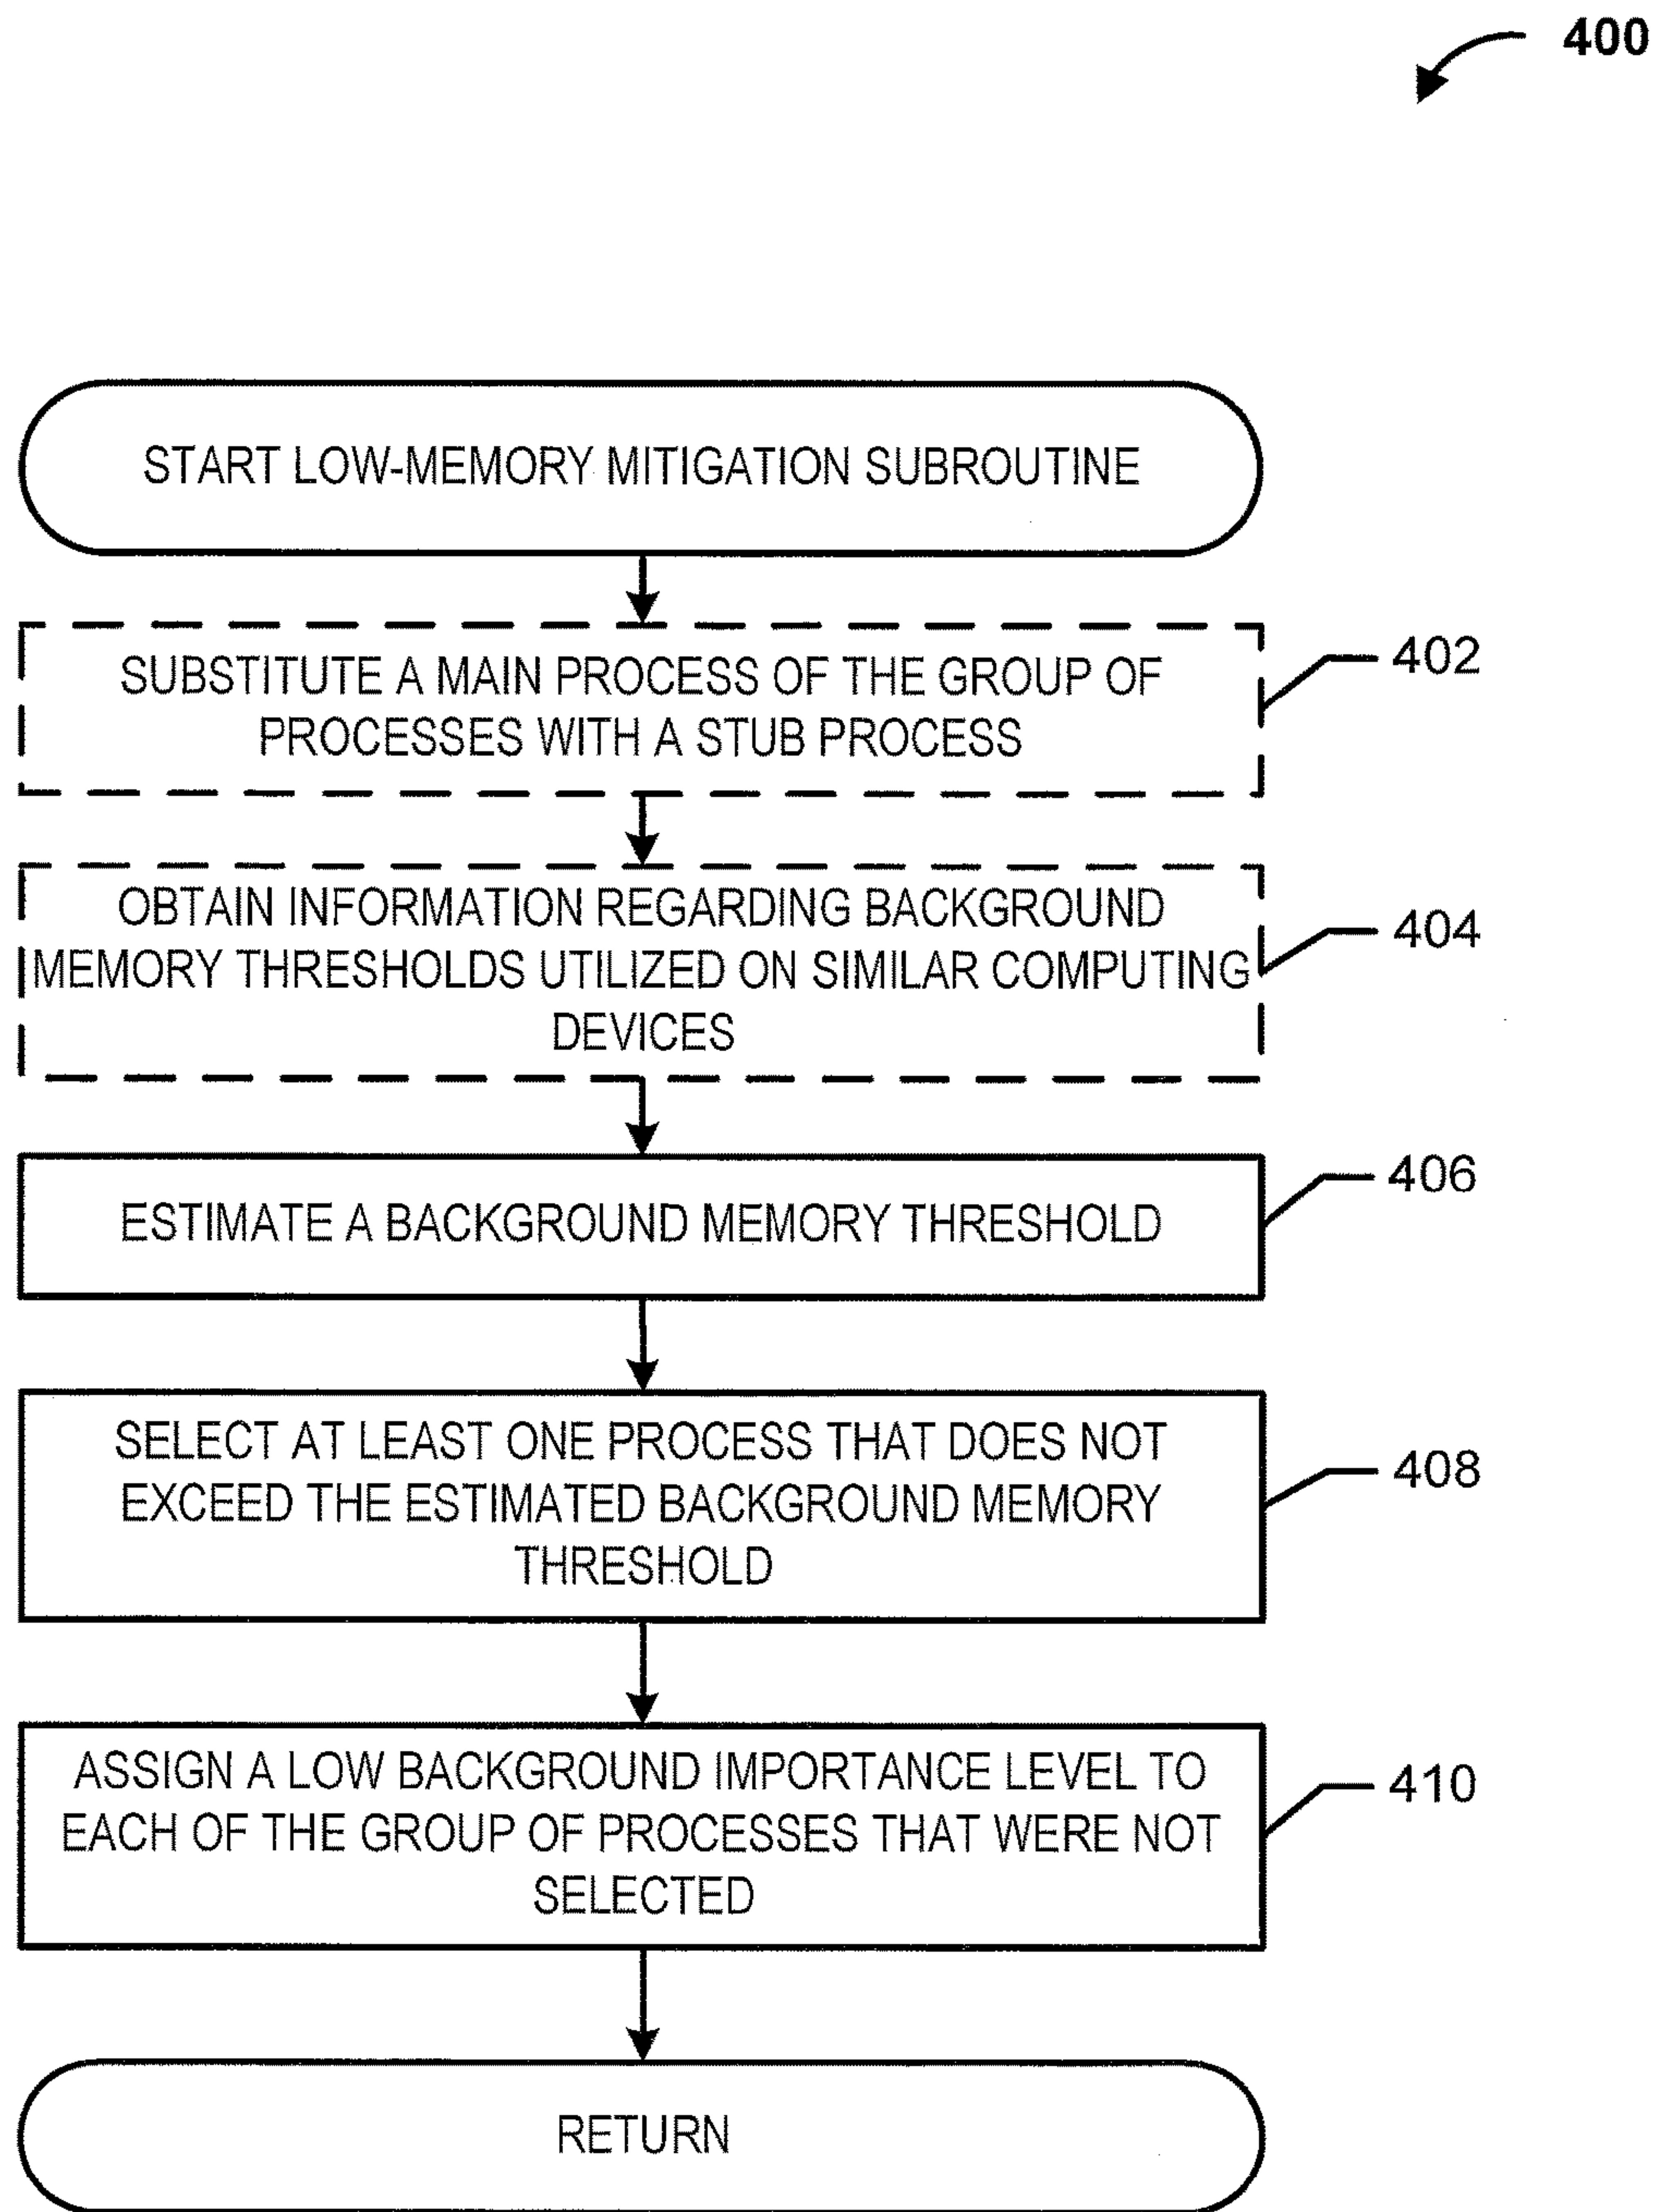 400
START LOW-MEMORY MITIGATION SUBROUTINE
SUBSTITUTE A MAIN PROCESS OF THE GROUP OF
PROCESSES WITH A STUB PROCESS
402
OBTAIN INFORMATION REGARDING BACKGROUND
MEMORY THRESHOLDS UTILIZED ON SIMILAR COMPUTING
DEVICES
404
ESTIMATE A BACKGROUND MEMORY THRESHOLD
406
SELECT AT LEAST ONE PROCESS THAT DOES NOT
EXCEED THE ESTIMATED BACKGROUND MEMORY
THRESHOLD
408
ASSIGN A LOW BACKGROUND IMPORTANCE LEVEL TO
EACH OF THE GROUP OF PROCESSES THAT WERE NOT
SELECTED
410
RETURN